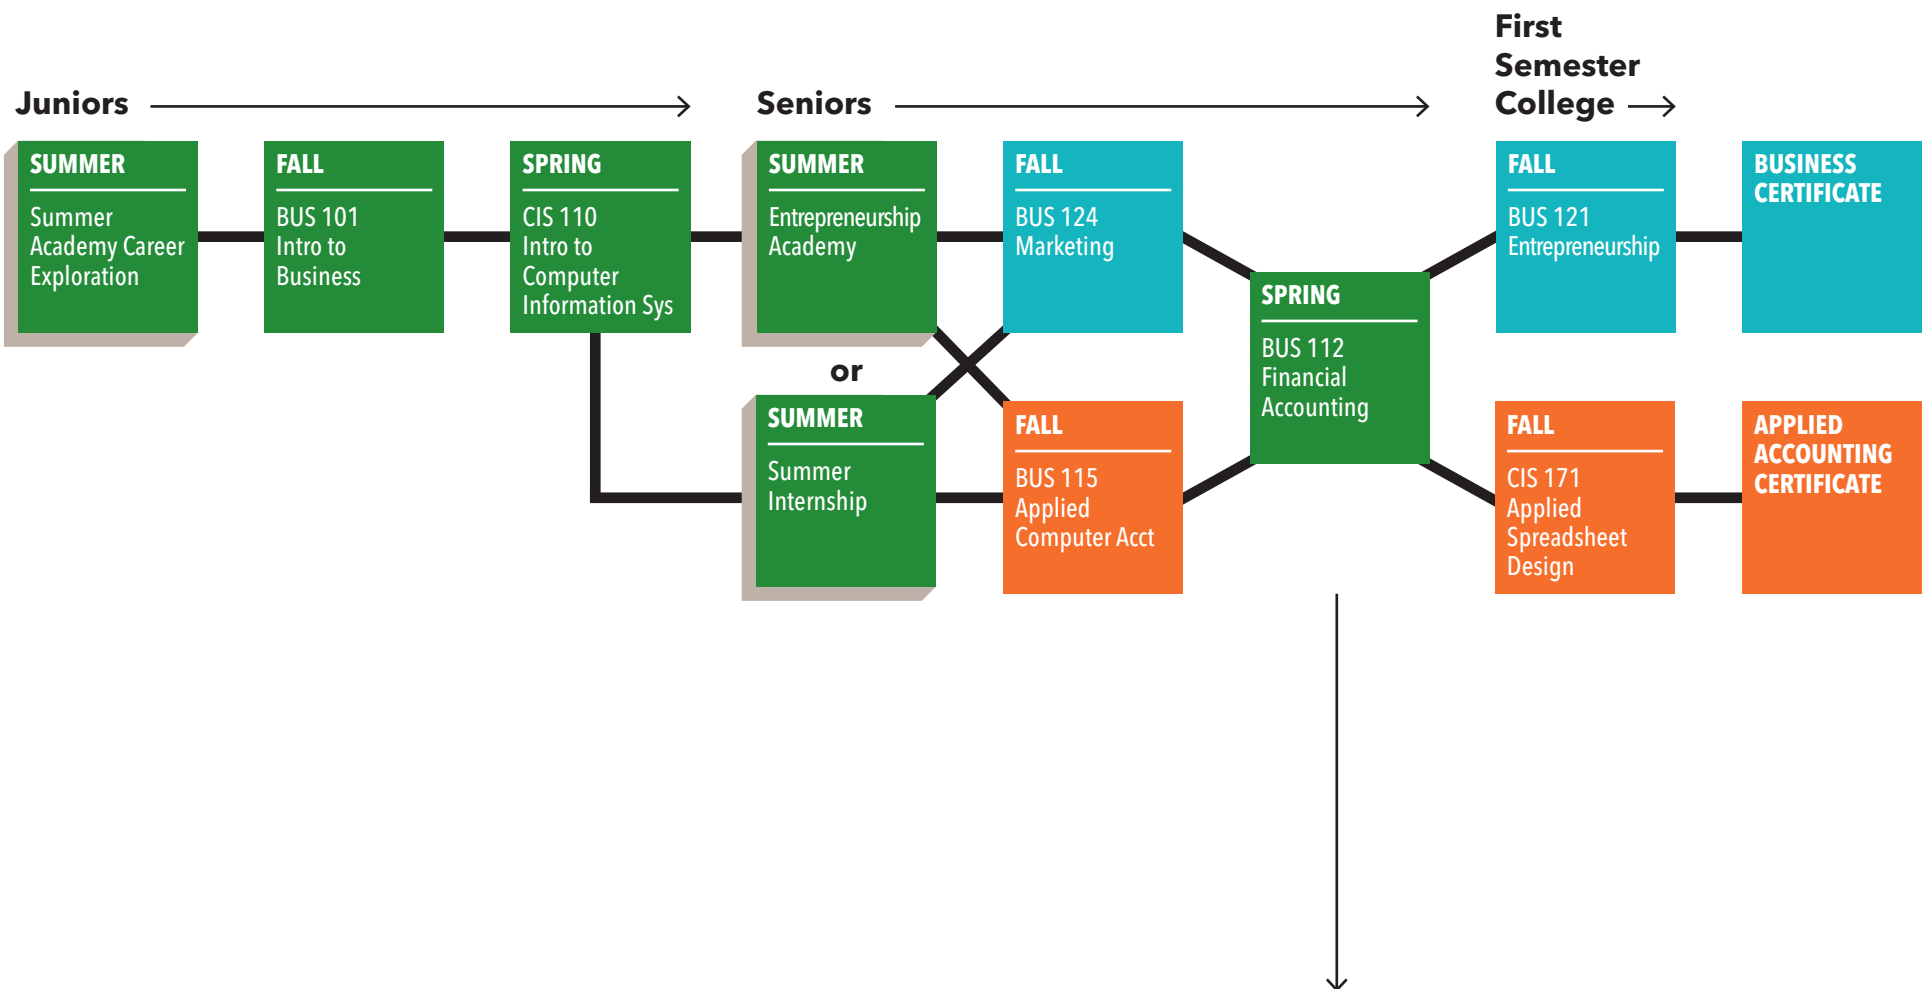 First
Semester
College
Juniors
Seniors
SUMMER
Summer
Academy Career
Exploration
FALL
BUS 101
Intro to
Business
SPRING
CIS 110
Intro to
Computer
Information Sys
SUMMER
Entrepreneurship
Academy
or
SUMMER
Summer
Internship
FALL
BUS 124
Marketing
FALL
BUS 115
Applied
Computer Acct
SPRING
BUS 112
Financial
Accounting
FALL
BUS 121
Entrepreneurship
BUSINESS
CERTIFICATE
FALL
CIS 171
Applied
Spreadsheet
Design
APPLIED
ACCOUNTING
CERTIFICATE